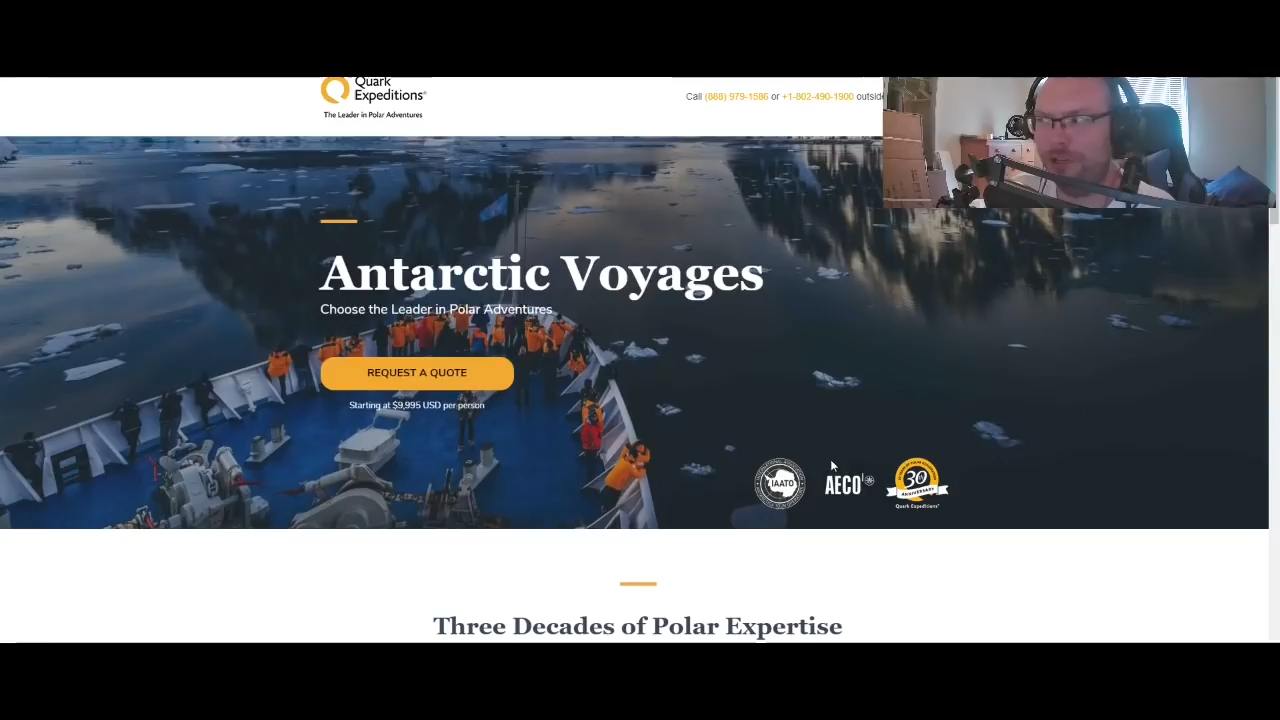 Quark
Expeditions®
The Leader in Polar Adventures
Call (888) 979-1586 or +1-802-490-1900 outside
Antarctic Voyages
Choose the Leader in Polar Adventures
REQUEST A QUOTE
Starting at $9,995 USD per person
IAATO
AECO
30
ANNIVERSARY
Quark Expeditions®
Three Decades of Polar Expertise